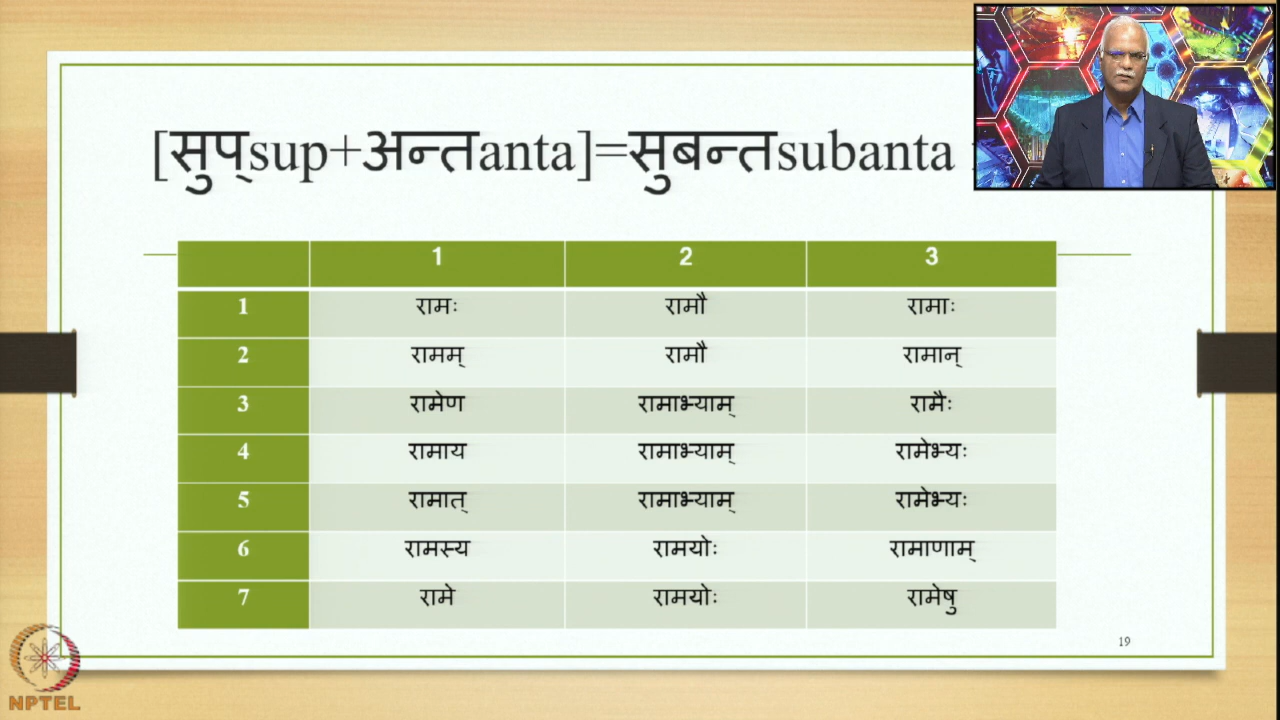 [सुप्sup+अन्तanta]=सुबन्तsubanta
1 2 3
1 रामः रामौ रामाः
2 रामम् रामौ रामान्
3 रामेण रामाभ्याम् रामैः
4 रामाय रामाभ्याम् रामेभ्यः
5 रामात् रामाभ्याम् रामेभ्यः
6 रामस्य रामयोः रामाणाम्
7 रामे रामयोः रामेषु
19
NPTEL